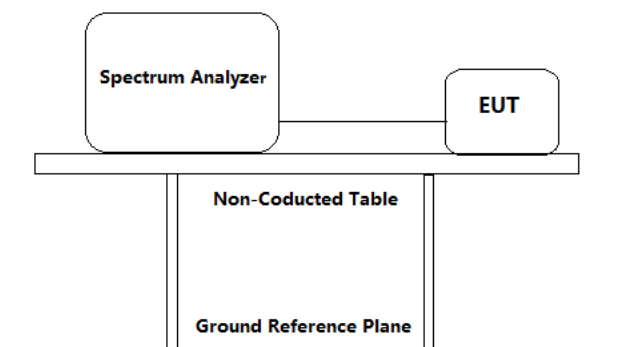 Spectrum Analyzer
EUT
Non-Coducted Table
Ground Reference Plane